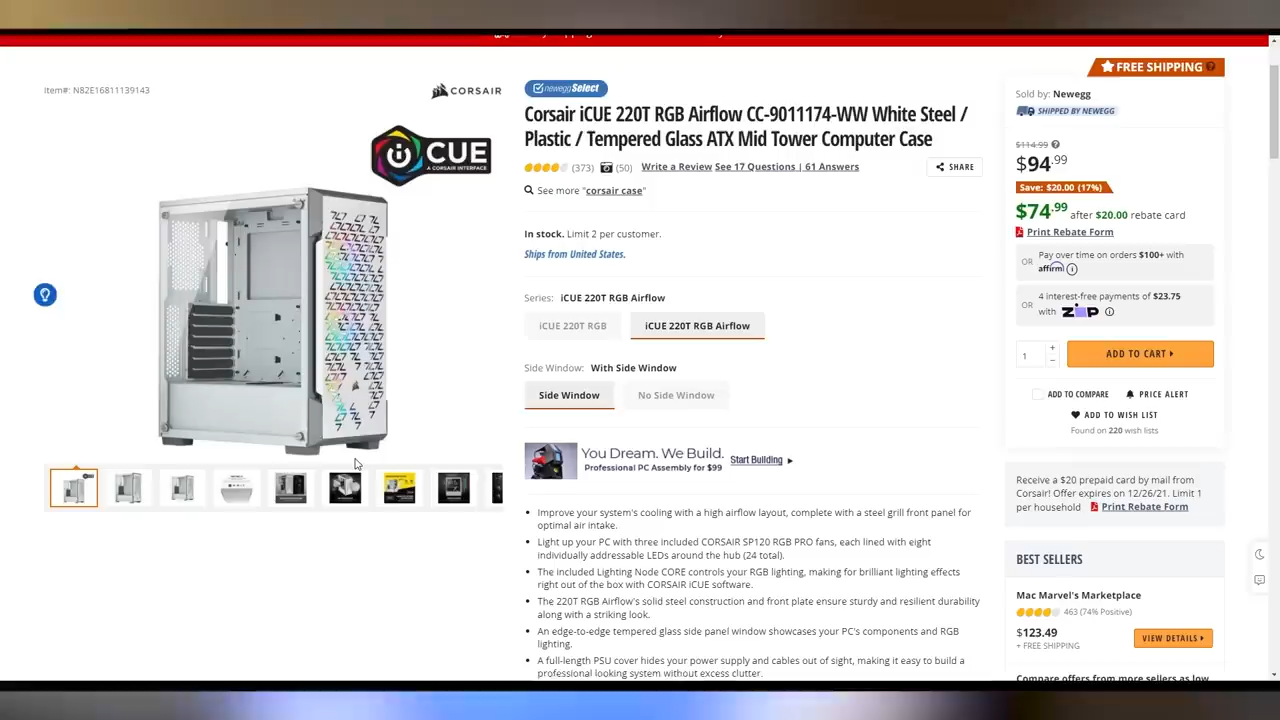 Item#: N82E16811139143
CORSAIR
iCUE
A CORSAIR INTERFACE
newegg Select
Corsair iCUE 220T RGB Airflow CC-9011174-WW White Steel /
Plastic / Tempered Glass ATX Mid Tower Computer Case
(373) (50) Write a Review See 17 Questions | 61 Answers
SHARE
See more "corsair case"
In stock. Limit 2 per customer.
Ships from United States.
Series: iCUE 220T RGB Airflow
iCUE 220T RGB
iCUE 220T RGB Airflow
Side Window: With Side Window
Side Window
No Side Window
You Dream. We Build.
Professional PC Assembly for $99
Start Building
Improve your system's cooling with a high airflow layout, complete with a steel grill front panel for
optimal air intake.
Light up your PC with three included CORSAIR SP120 RGB PRO fans, each lined with eight
individually addressable LEDs around the hub (24 total).
The included Lighting Node CORE controls your RGB lighting, making for brilliant lighting effects
right out of the box with CORSAIR iCUE software.
The 220T RGB Airflow's solid steel construction and front plate ensure sturdy and resilient durability
along with a striking look.
An edge-to-edge tempered glass side panel window showcases your PC's components and RGB
lighting.
A full-length PSU cover hides your power supply and cables out of sight, making it easy to build a
professional looking system without excess clutter.
FREE SHIPPING
Sold by: Newegg
SHIPPED BY NEWEGG
$114.99
$94.99
Save: $20.00 (17%)
$74.99 after $20.00 rebate card
Print Rebate Form
OR
Pay over time on orders $100+ with
affirm
OR
4 interest-free payments of $23.75
with Zip
1
ADD TO CART
ADD TO COMPARE
PRICE ALERT
ADD TO WISH LIST
Found on 220 wish lists
Receive a $20 prepaid card by mail from
Corsair! Offer expires on 12/26/21. Limit 1
per household Print Rebate Form
BEST SELLERS
Mac Marvel's Marketplace
463 (74% Positive)
$123.49
+ FREE SHIPPING
VIEW DETAILS
Compare offers from more sellers as low